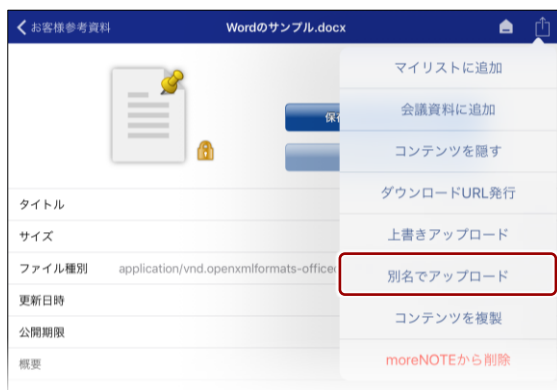 お客様参考資料
Wordのサンプル.docx
マイリストに追加
会議資料に追加
コンテンツを隠す
ダウンロードURL発行
上書きアップロード
別名でアップロード
コンテンツを複製
moreNOTEから削除
タイトル
サイズ
ファイル種別 application/vnd.openxmlformats-office
更新日時
公開期限
概要